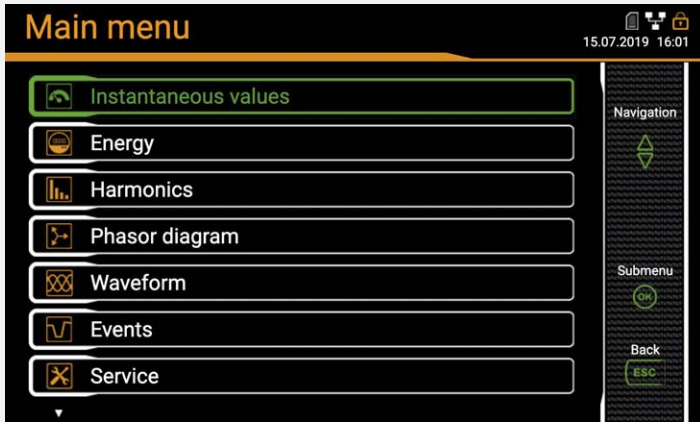 Main menu
15.07.2019 16:01
Instantaneous values
Energy
Harmonics
Phasor diagram
Waveform
Events
Service
Navigation
Submenu
OK
Back
ESC